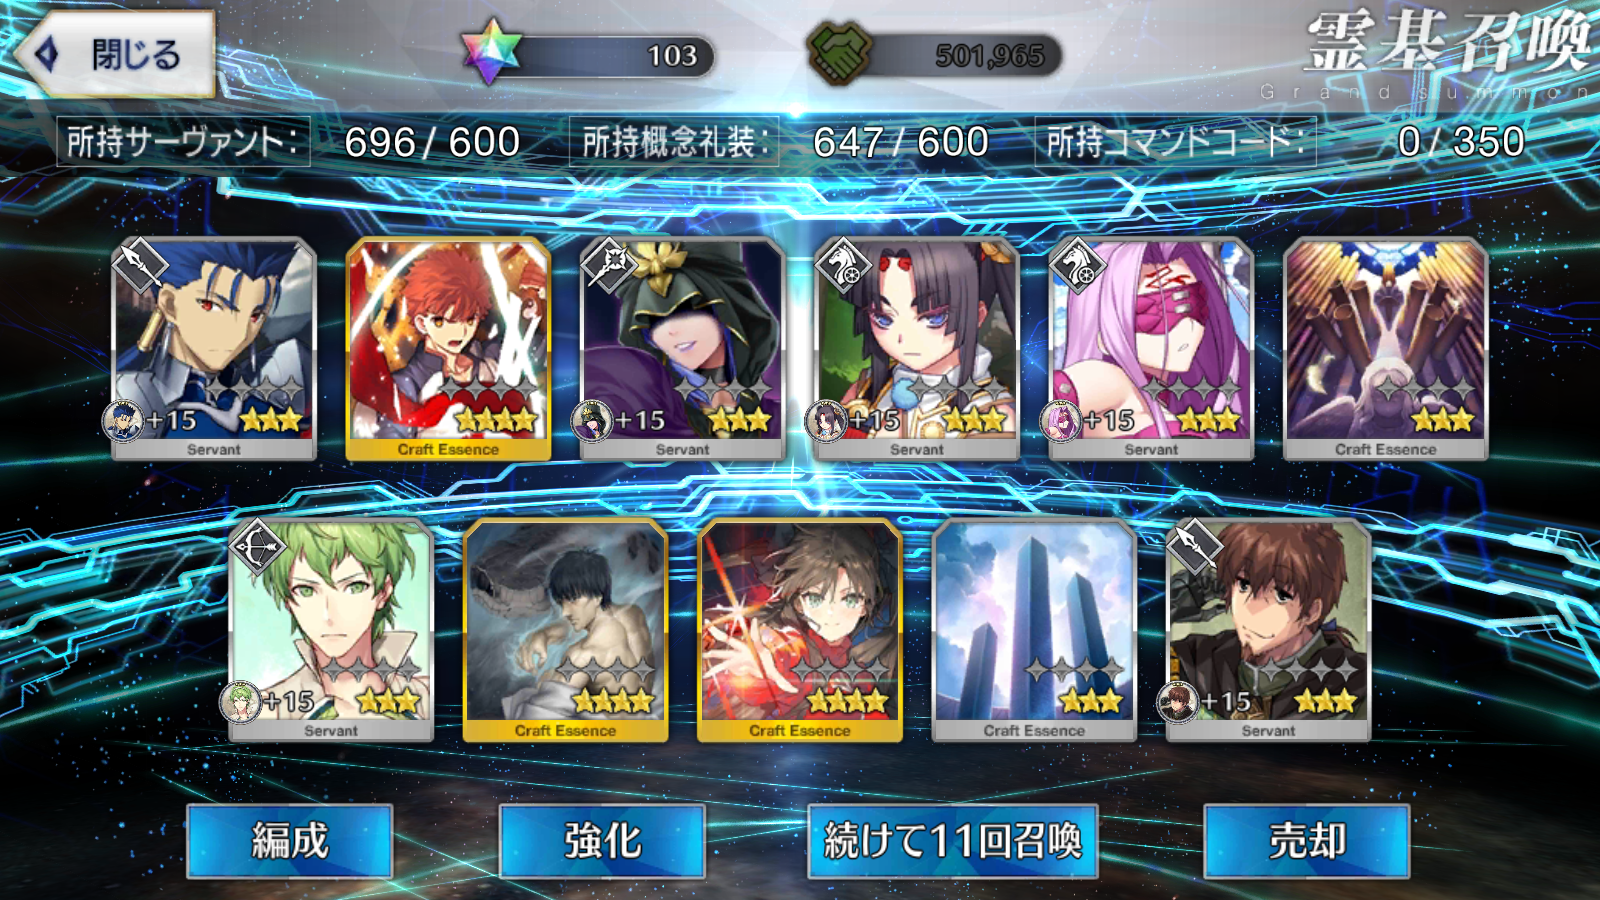 閉じる
103
501,965
霊基召喚
Grand summon
所持サーヴァント: 696 / 600
所持概念礼装: 647 / 600
所持コマンドコード: 0 / 350
+15
Servant
Craft Essence
+15
Servant
+15
Servant
+15
Servant
Craft Essence
+15
Servant
Craft Essence
Craft Essence
Craft Essence
+15
Servant
編成
強化
続けて11回召喚
売却